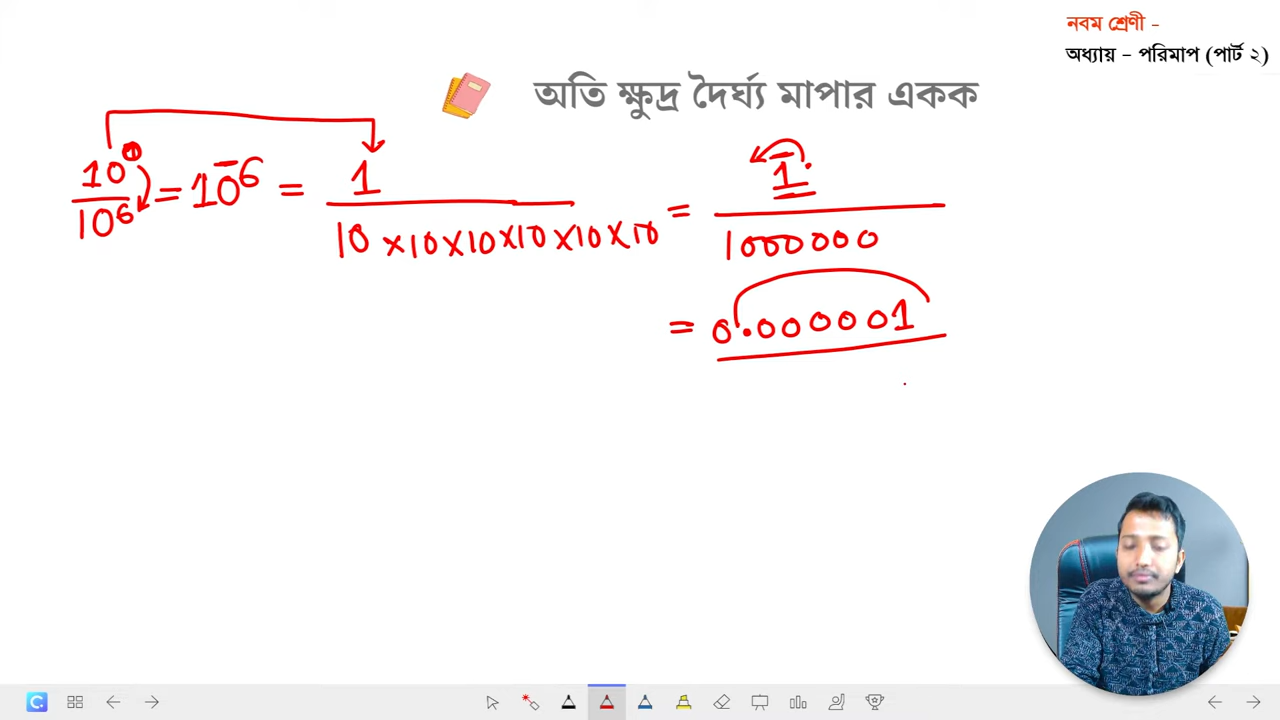 নবম শ্রেণী -
অধ্যায় - পরিমাপ (পার্ট ২)
অতি ক্ষুদ্র দৈর্ঘ্য মাপার একক
10⁰/10⁶ = 10⁻⁶ = 1/(10×10×10×10×10×10) = 1./1000000
= 0.000001